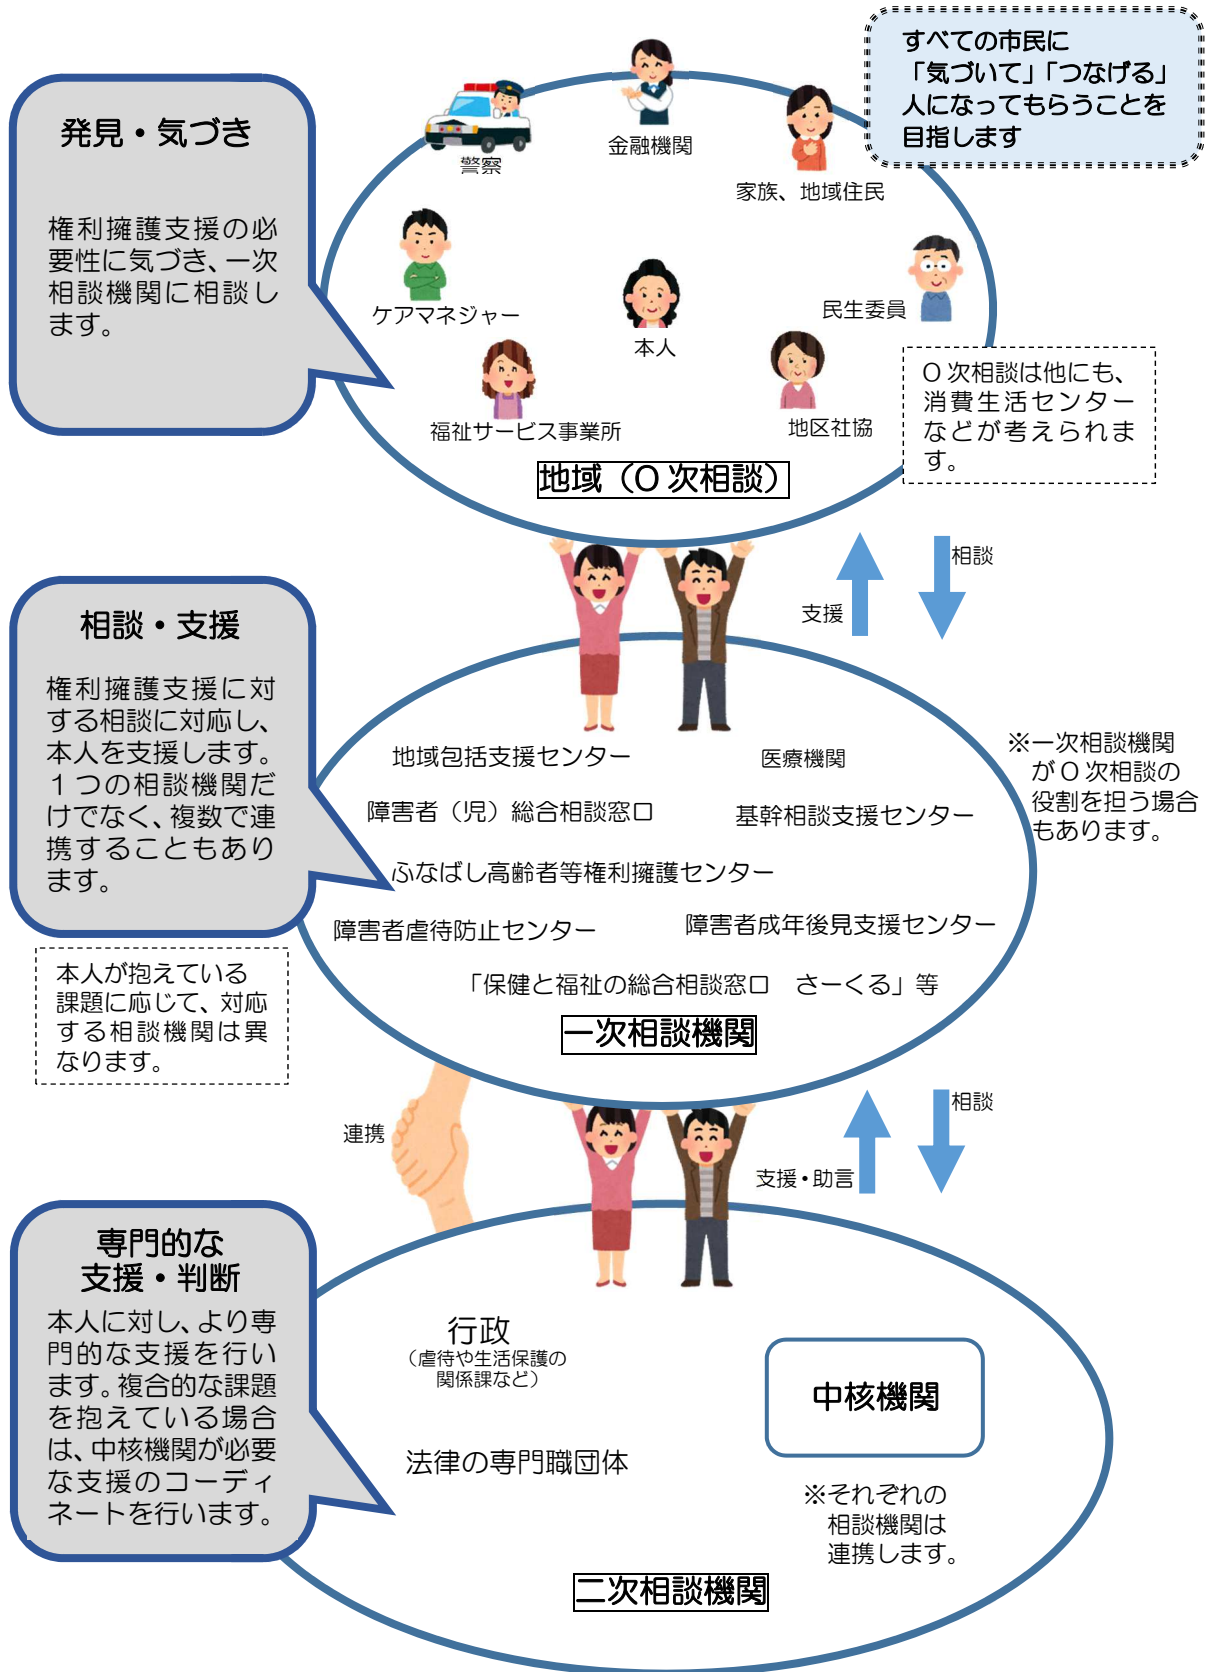 すべての市民に
「気づいて」「つなげる」
人になってもらうことを
目指します
発見・気づき
権利擁護支援の必
要性に気づき、一次
相談機関に相談し
ます。
警察
金融機関
家族、地域住民
ケアマネジャー
本人
民生委員
福祉サービス事業所
地区社協
地域（０次相談）
０次相談は他にも、
消費生活センター
などが考えられま
す。
支援
相談
相談・支援
権利擁護支援に対
する相談に対応し、
本人を支援します。
１つの相談機関だ
けでなく、複数で連
携することもあり
ます。
地域包括支援センター
医療機関
障害者（児）総合相談窓口
基幹相談支援センター
ふなばし高齢者等権利擁護センター
障害者虐待防止センター
障害者成年後見支援センター
「保健と福祉の総合相談窓口　さーくる」等
一次相談機関
※一次相談機関
が０次相談の
役割を担う場合
もあります。
本人が抱えている
課題に応じて、対応
する相談機関は異
なります。
連携
支援・助言
相談
専門的な
支援・判断
本人に対し、より専
門的な支援を行い
ます。複合的な課題
を抱えている場合
は、中核機関が必要
な支援のコーディ
ネートを行います。
行政
（虐待や生活保護の
関係課など）
法律の専門職団体
中核機関
※それぞれの
相談機関は
連携します。
二次相談機関